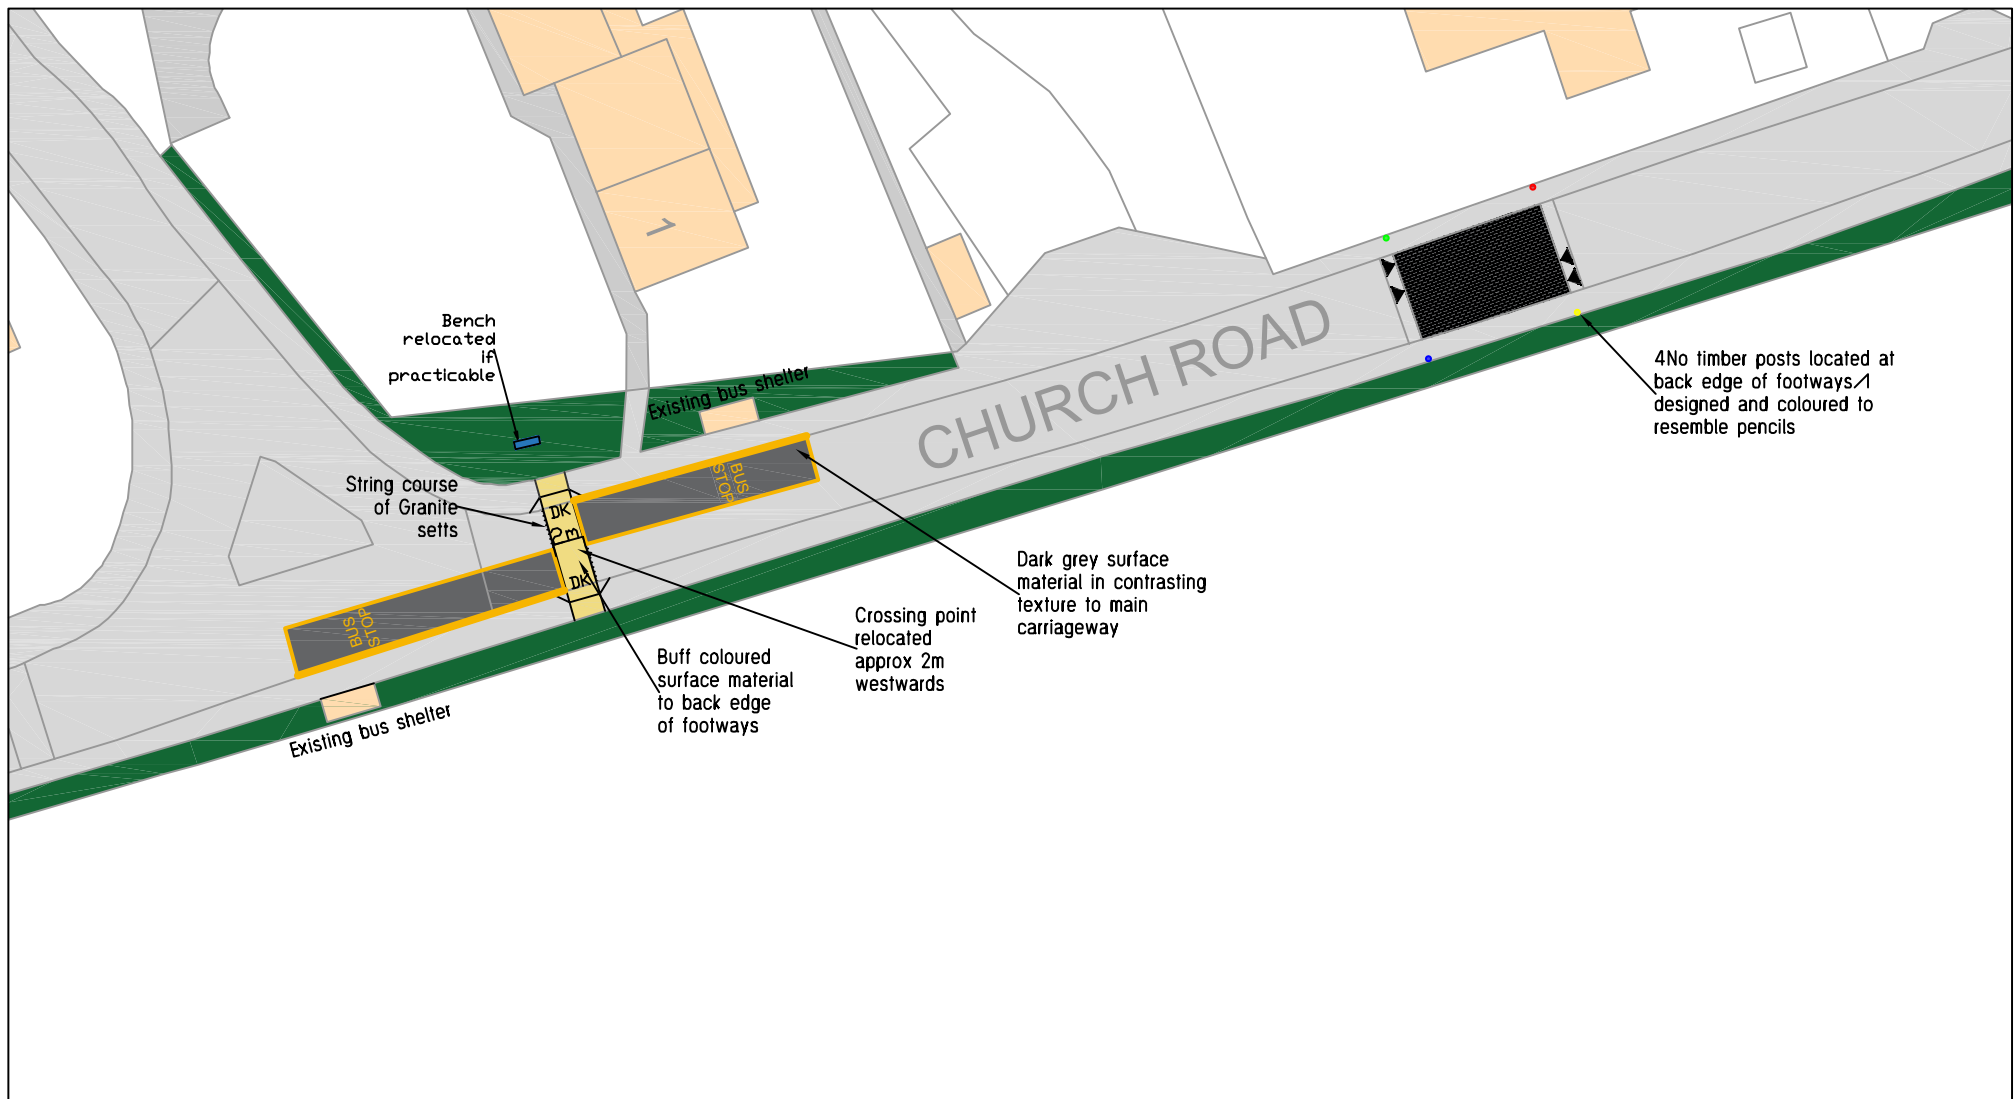 1
Bench
relocated
if
practicable
Existing bus shelter
CHURCH ROAD
4No timber posts located at
back edge of footways/1
designed and coloured to
resemble pencils
String course
of Granite
setts
BUS
STOP
DK
DK
Dark grey surface
material in contrasting
texture to main
carriageway
Crossing point
relocated
approx 2m
westwards
Buff coloured
surface material
to back edge
of footways
BUS
STOP
Existing bus shelter